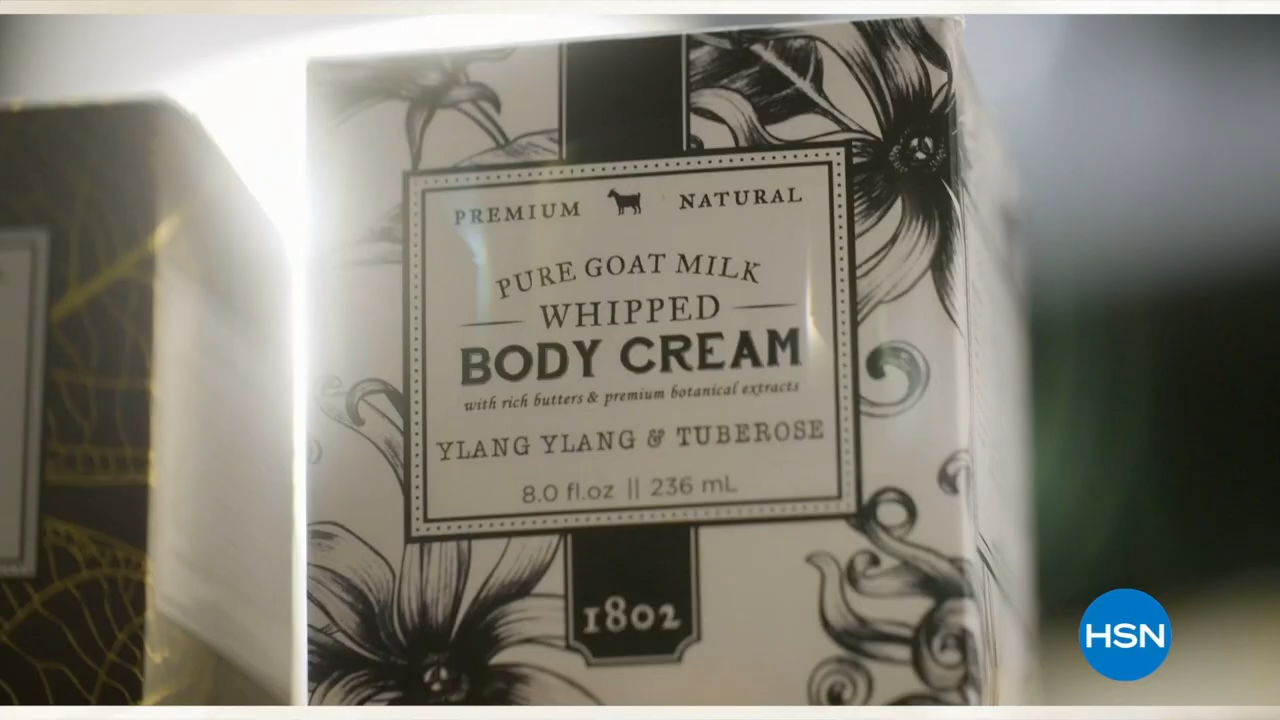 PREMIUM NATURAL
PURE GOAT MILK
WHIPPED
BODY CREAM
with rich butters & premium botanical extracts
YLANG YLANG & TUBEROSE
8.0 fl.oz || 236 mL
1802
HSN